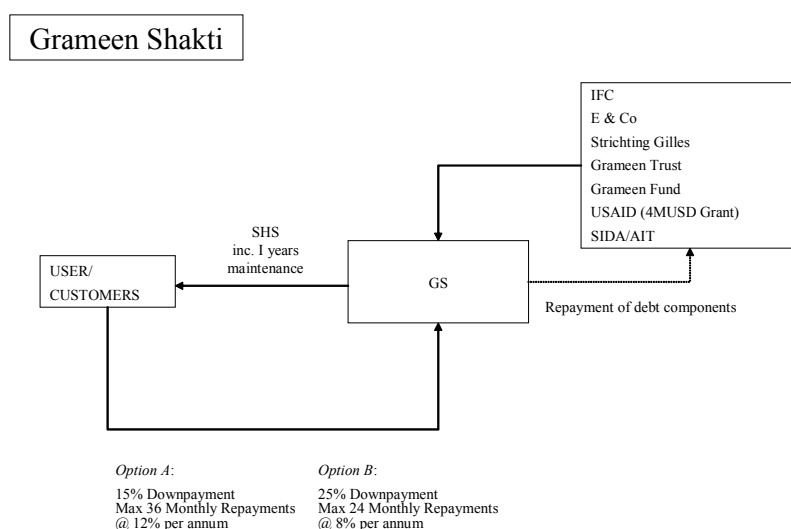 Grameen Shakti
IFC
E & Co
Strichting Gilles
Grameen Trust
Grameen Fund
USAID (4MUSD Grant)
SIDA/AIT
SHS
inc. I years
maintenance
USER/
CUSTOMERS
GS
Repayment of debt components
Option A:
15% Downpayment
Max 36 Monthly Repayments
@ 12% per annum
Option B:
25% Downpayment
Max 24 Monthly Repayments
@ 8% per annum